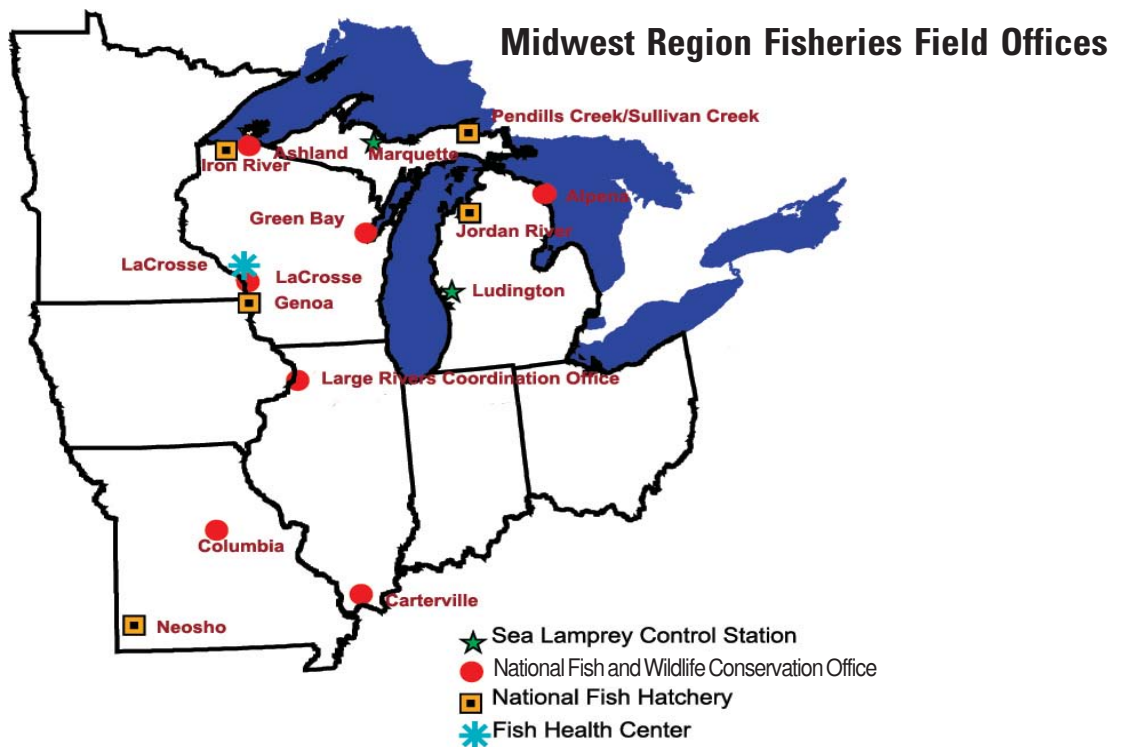 Midwest Region Fisheries Field Offices
Pendills Creek/Sullivan Creek
Ashland
Marquette
Iron River
Alpena
Green Bay
Jordan River
LaCrosse
LaCrosse
Ludington
Genoa
Large Rivers Coordination Office
Columbia
Carterville
Neosho
Sea Lamprey Control Station
National Fish and Wildlife Conservation Office
National Fish Hatchery
Fish Health Center